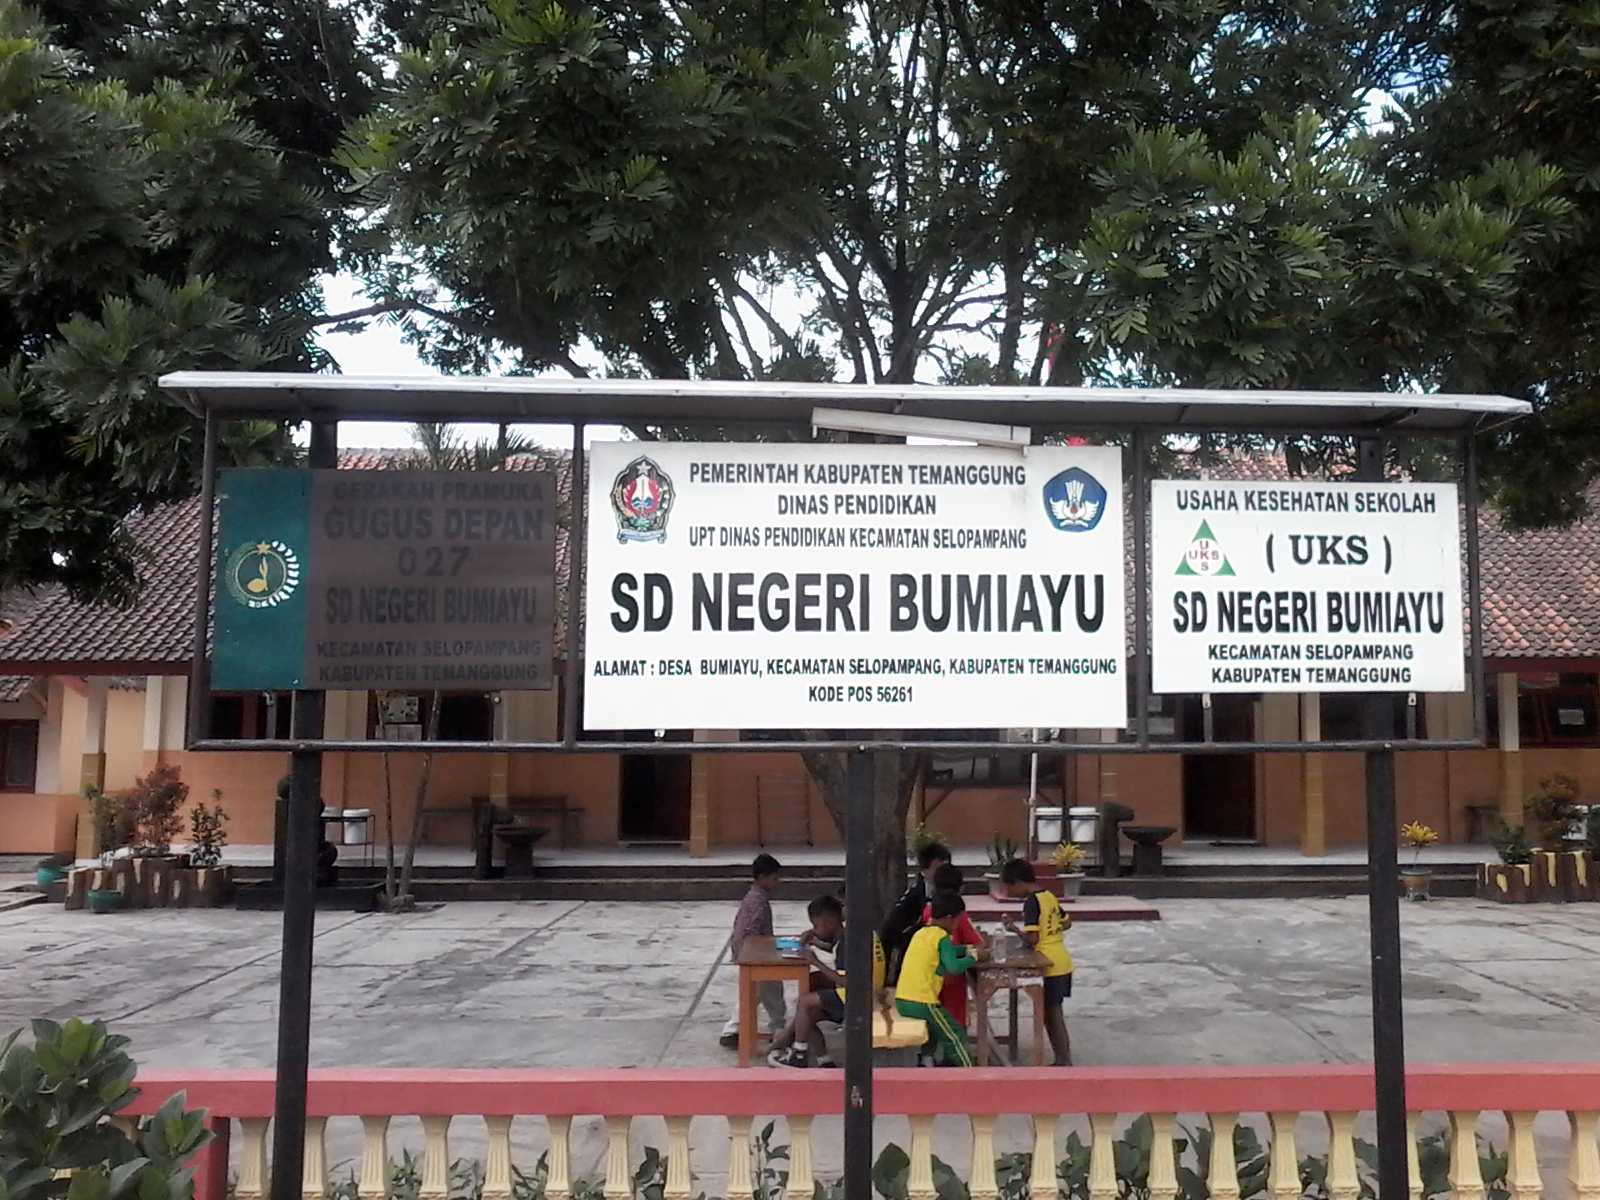 GERAKAN PRAMUKA
GUGUS DEPAN
027
SD NEGERI BUMIAYU
KECAMATAN SELOPAMPANG
KABUPATEN TEMANGGUNG
PEMERINTAH KABUPATEN TEMANGGUNG
DINAS PENDIDIKAN
UPT DINAS PENDIDIKAN KECAMATAN SELOPAMPANG
SD NEGERI BUMIAYU
ALAMAT : DESA BUMIAYU, KECAMATAN SELOPAMPANG, KABUPATEN TEMANGGUNG
KODE POS 56261
USAHA KESEHATAN SEKOLAH
U
UKS
S
( UKS )
SD NEGERI BUMIAYU
KECAMATAN SELOPAMPANG
KABUPATEN TEMANGGUNG